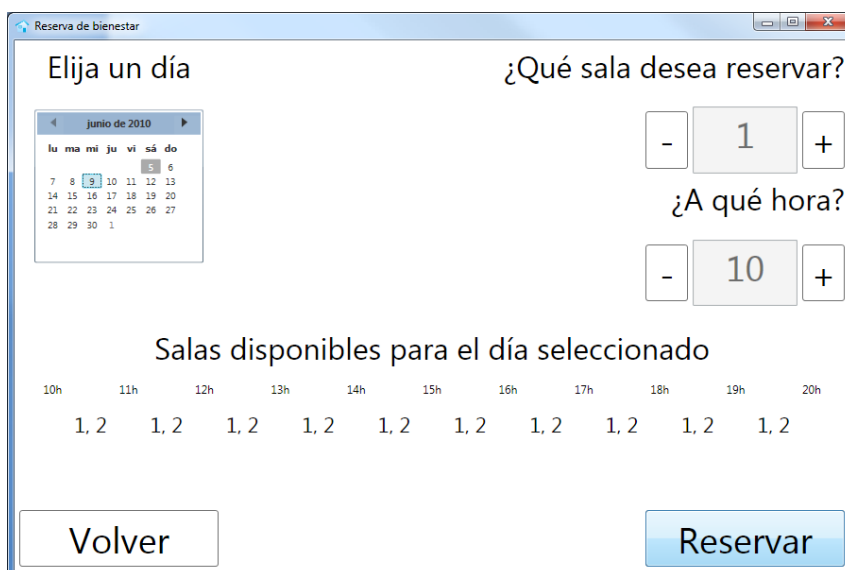 Reserva de bienestar
Elija un día
¿Qué sala desea reservar?
junio de 2010
lu ma mi ju vi sá do
5 6
7 8 9 10 11 12 13
14 15 16 17 18 19 20
21 22 23 24 25 26 27
28 29 30 1
- 1 +
¿A qué hora?
- 10 +
Salas disponibles para el día seleccionado
10h 11h 12h 13h 14h 15h 16h 17h 18h 19h 20h
1, 2 1, 2 1, 2 1, 2 1, 2 1, 2 1, 2 1, 2 1, 2 1, 2
Volver
Reservar